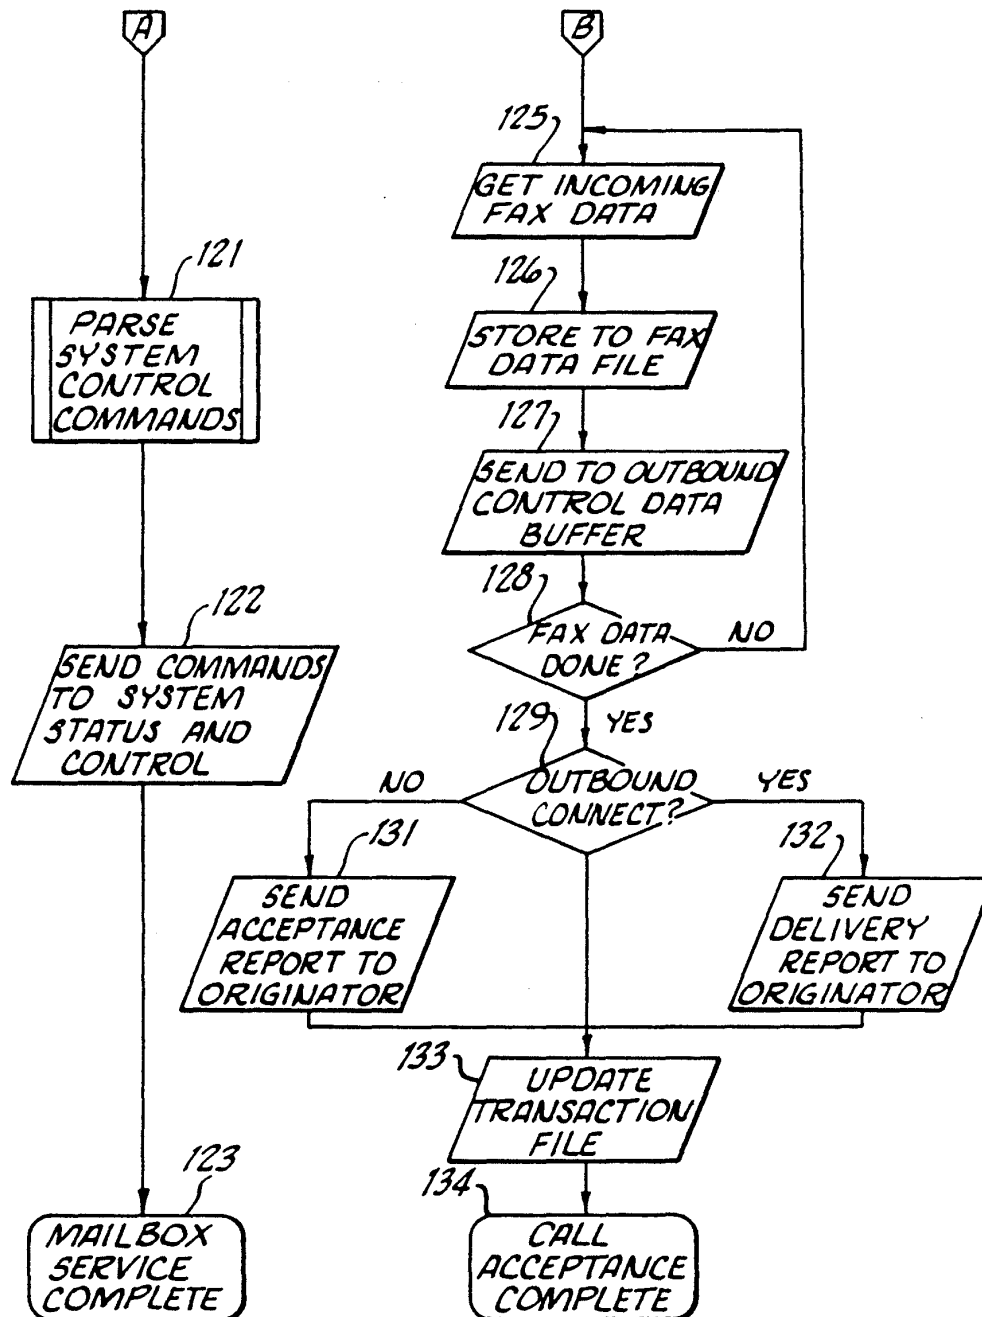 A
121
PARSE
SYSTEM
CONTROL
COMMANDS
122
SEND COMMANDS
TO SYSTEM
STATUS AND
CONTROL
123
MAILBOX
SERVICE
COMPLETE
B
125
GET INCOMING
FAX DATA
126
STORE TO FAX
DATA FILE
127
SEND TO OUTBOUND
CONTROL DATA
BUFFER
128
FAX DATA
DONE?
NO
YES
129
OUTBOUND
CONNECT?
NO
YES
131
SEND
ACCEPTANCE
REPORT TO
ORIGINATOR
132
SEND
DELIVERY
REPORT TO
ORIGINATOR
133
UPDATE
TRANSACTION
FILE
134
CALL
ACCEPTANCE
COMPLETE